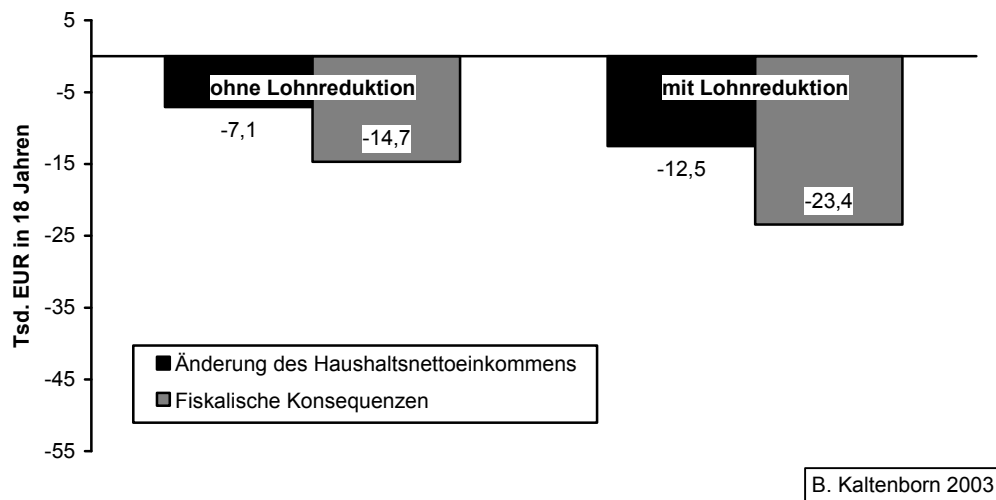 5
-5
-15
-25
-35
-45
-55
Tsd. EUR in 18 Jahren
ohne Lohnreduktion
mit Lohnreduktion
-7,1
-14,7
-12,5
-23,4
Änderung des Haushaltsnettoeinkommens
Fiskalische Konsequenzen
B. Kaltenborn 2003